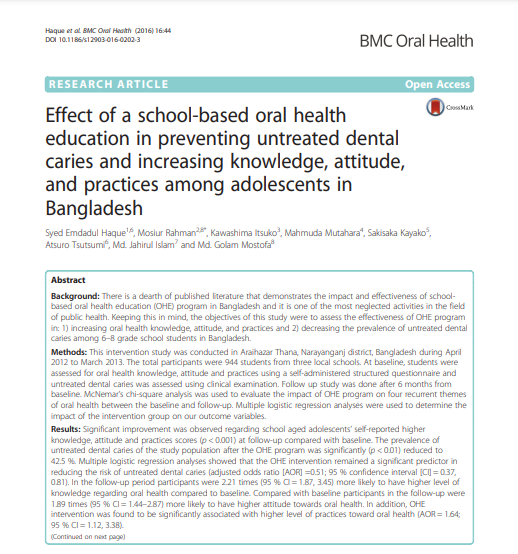 Haque et al. BMC Oral Health (2016) 16:44
DOI 10.1186/s12903-016-0202-3
BMC Oral Health
RESEARCH ARTICLE
Open Access
CrossMark
Effect of a school-based oral health
education in preventing untreated dental
caries and increasing knowledge, attitude,
and practices among adolescents in
Bangladesh
Syed Emdadul Haque1,6, Mosiur Rahman2,8*, Kawashima Itsuko3, Mahmuda Mutahara4, Sakisaka Kayako5,
Atsuro Tsutsumi6, Md. Jahirul Islam7 and Md. Golam Mostofa8
Abstract
Background: There is a dearth of published literature that demonstrates the impact and effectiveness of school-
based oral health education (OHE) program in Bangladesh and it is one of the most neglected activities in the field
of public health. Keeping this in mind, the objectives of this study were to assess the effectiveness of OHE program
in: 1) increasing oral health knowledge, attitude, and practices and 2) decreasing the prevalence of untreated dental
caries among 6–8 grade school students in Bangladesh.
Methods: This intervention study was conducted in Araihazar Thana, Narayanganj district, Bangladesh during April
2012 to March 2013. The total participants were 944 students from three local schools. At baseline, students were
assessed for oral health knowledge, attitude and practices using a self-administered structured questionnaire and
untreated dental caries was assessed using clinical examination. Follow up study was done after 6 months from
baseline. McNemar's chi-square analysis was used to evaluate the impact of OHE program on four recurrent themes
of oral health between the baseline and follow-up. Multiple logistic regression analyses were used to determine the
impact of the intervention group on our outcome variables.
Results: Significant improvement was observed regarding school aged adolescents' self-reported higher
knowledge, attitude and practices scores (p < 0.001) at follow-up compared with baseline. The prevalence of
untreated dental caries of the study population after the OHE program was significantly (p < 0.01) reduced to
42.5 %. Multiple logistic regression analyses showed that the OHE intervention remained a significant predictor in
reducing the risk of untreated dental caries (adjusted odds ratio [AOR] =0.51; 95 % confidence interval [CI] = 0.37,
0.81). In the follow-up period participants were 2.21 times (95 % CI = 1.87, 3.45) more likely to have higher level of
knowledge regarding oral health compared to baseline. Compared with baseline participants in the follow-up were
1.89 times (95 % CI = 1.44–2.87) more likely to have higher attitude towards oral health. In addition, OHE
intervention was found to be significantly associated with higher level of practices toward oral health (AOR = 1.64;
95 % CI = 1.12, 3.38).
(Continued on next page)